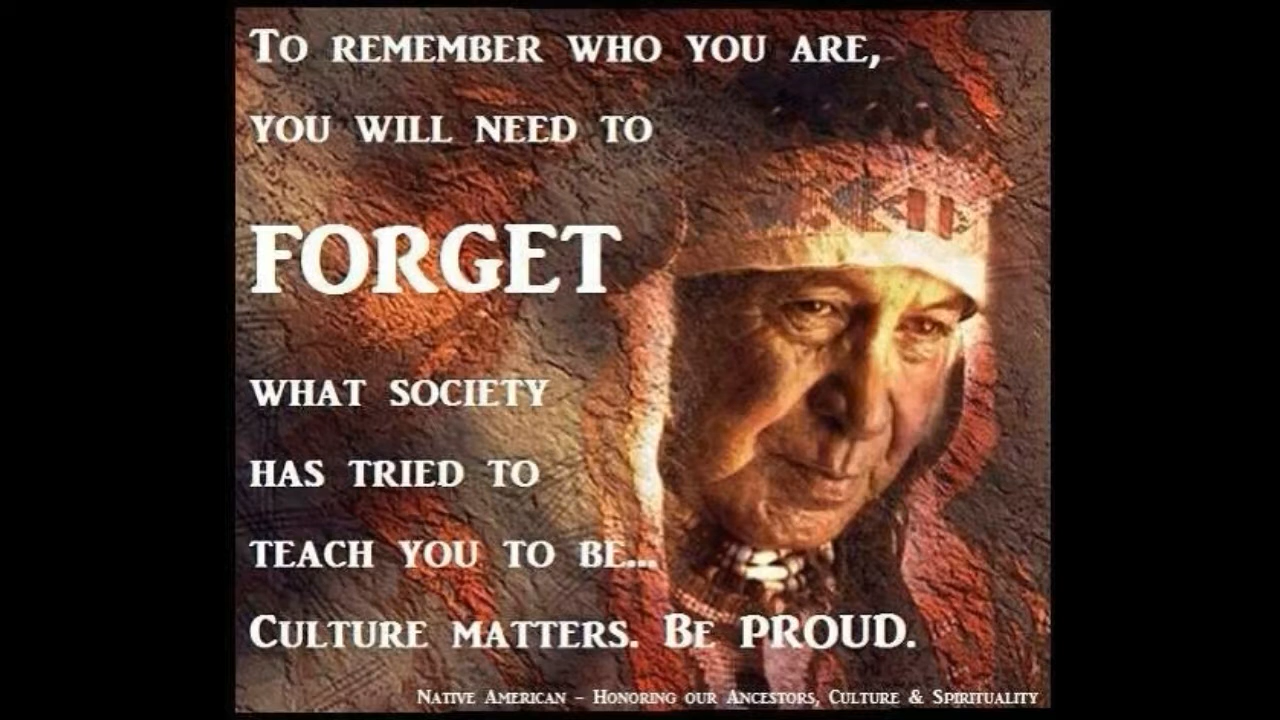 To remember who you are,
you will need to
FORGET
what society
has tried to
teach you to be...
Culture matters. Be PROUD.
Native American - Honoring our Ancestors, Culture & Spirituality